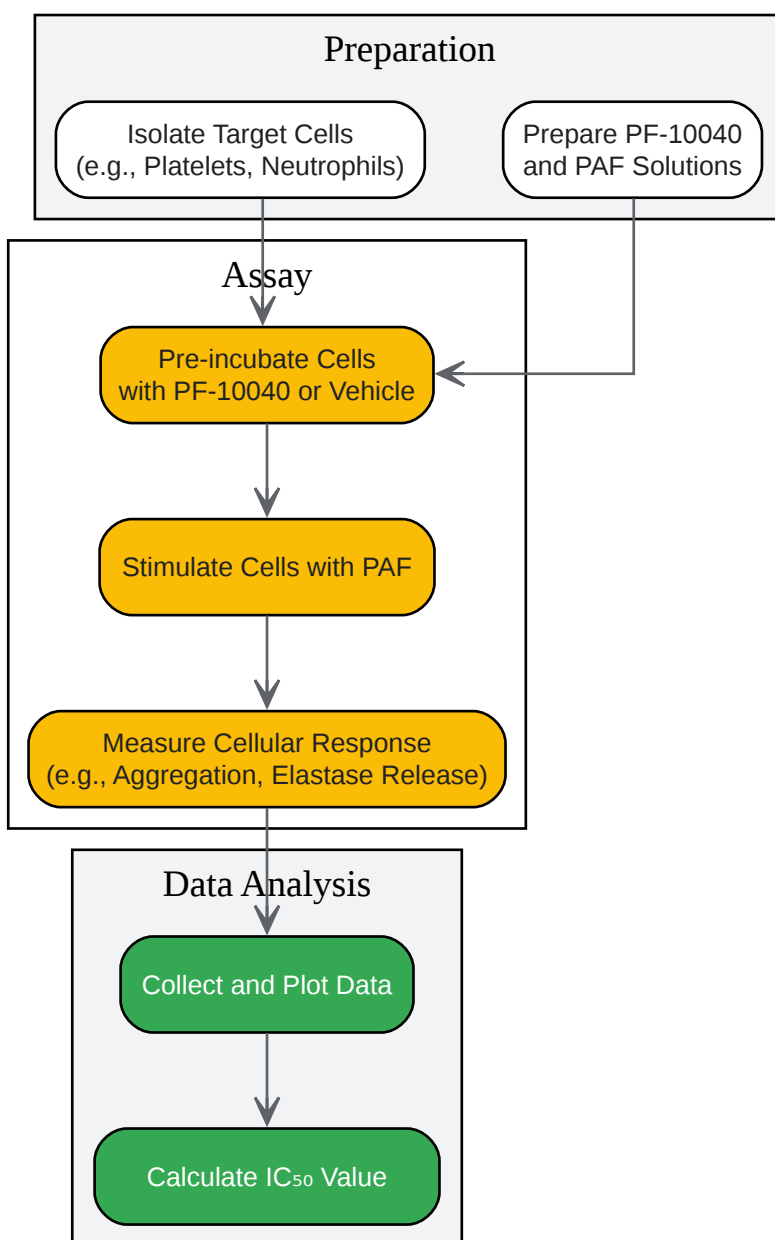 Preparation
Isolate Target Cells
(e.g., Platelets, Neutrophils)
Prepare PF-10040
and PAF Solutions
Assay
Pre-incubate Cells
with PF-10040 or Vehicle
Stimulate Cells with PAF
Measure Cellular Response
(e.g., Aggregation, Elastase Release)
Data Analysis
Collect and Plot Data
Calculate IC₅₀ Value